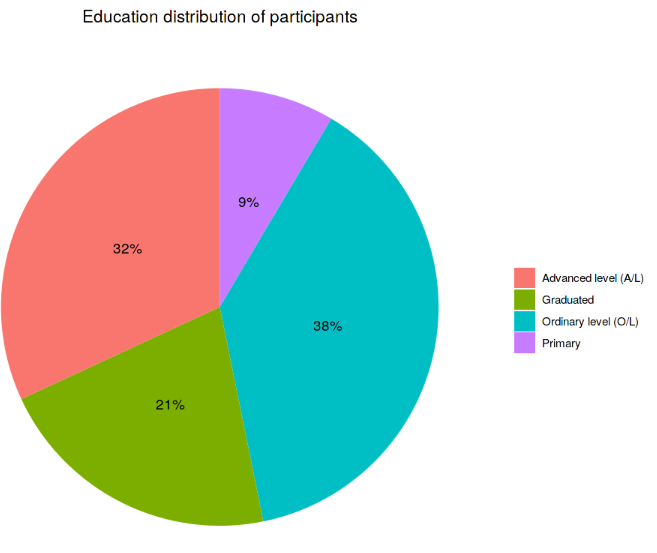 Education distribution of participants
9%
32%
38%
21%
Advanced level (A/L)
Graduated
Ordinary level (O/L)
Primary